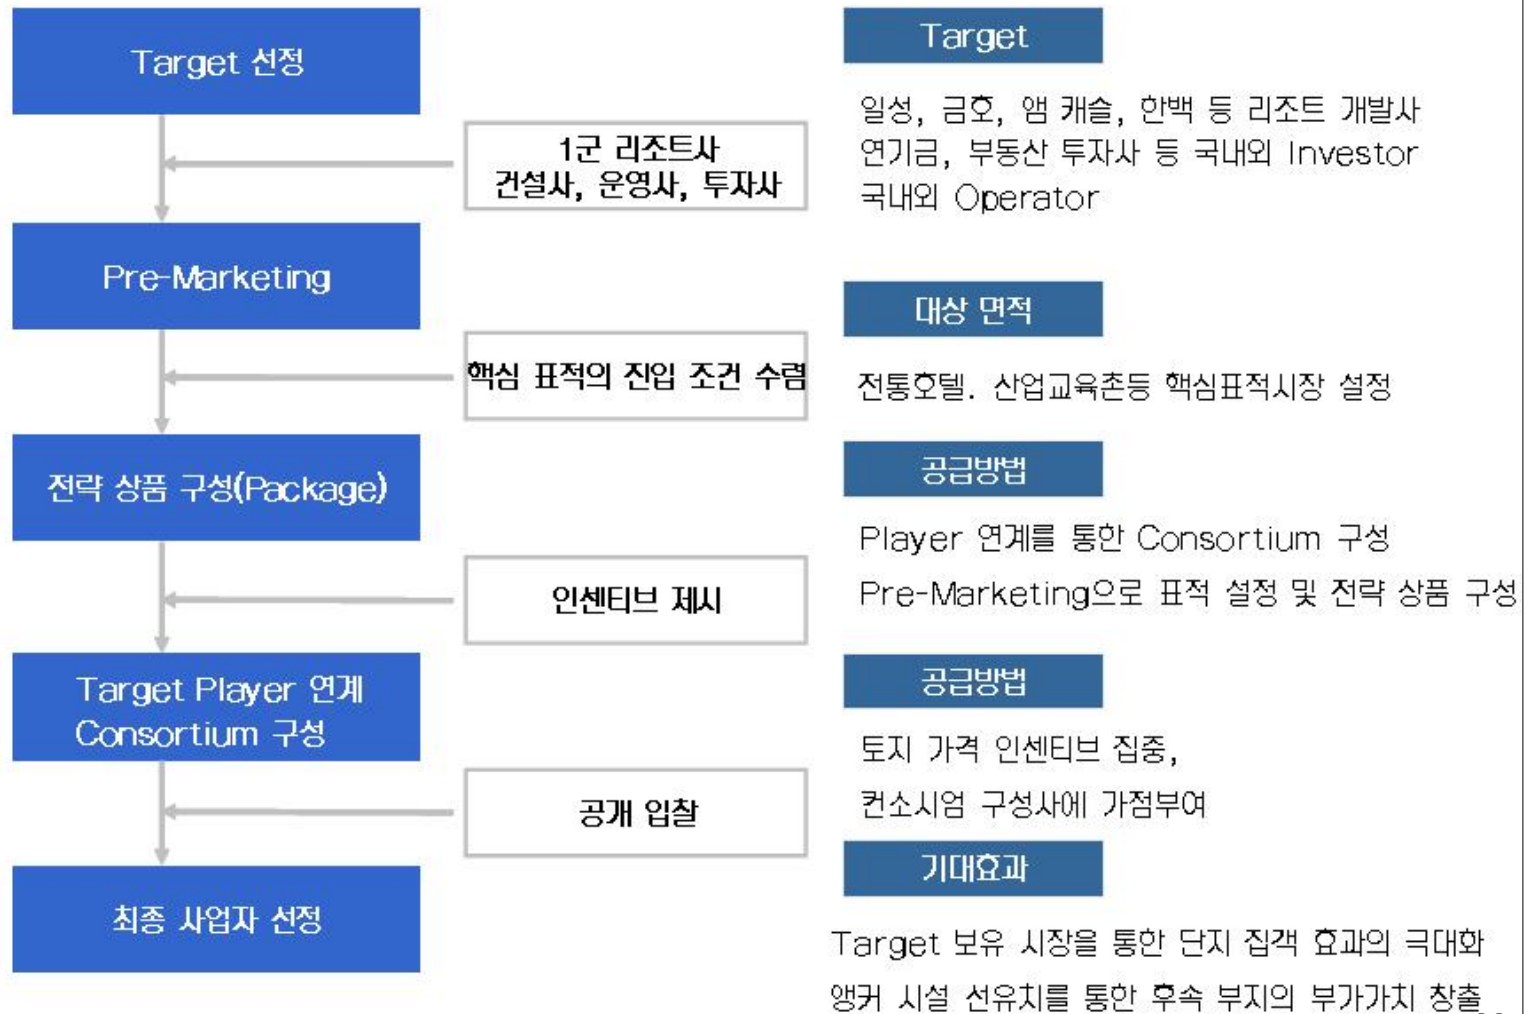 Target 선정
1군 리조트사
건설사, 운영사, 투자사
Pre-Marketing
핵심 표적의 진입 조건 수렴
전략 상품 구성(Package)
인센티브 제시
Target Player 연계
Consortium 구성
공개 입찰
최종 사업자 선정
Target
일성, 금호, 앰 캐슬, 한백 등 리조트 개발사
연기금, 부동산 투자사 등 국내외 Investor
국내외 Operator
대상 면적
전통호텔. 산업교육촌등 핵심표적시장 설정
공급방법
Player 연계를 통한 Consortium 구성
Pre-Marketing으로 표적 설정 및 전략 상품 구성
공급방법
토지 가격 인센티브 집중,
컨소시엄 구성사에 가점부여
기대효과
Target 보유 시장을 통한 단지 집객 효과의 극대화
앵커 시설 선유치를 통한 후속 부지의 부가가치 창출